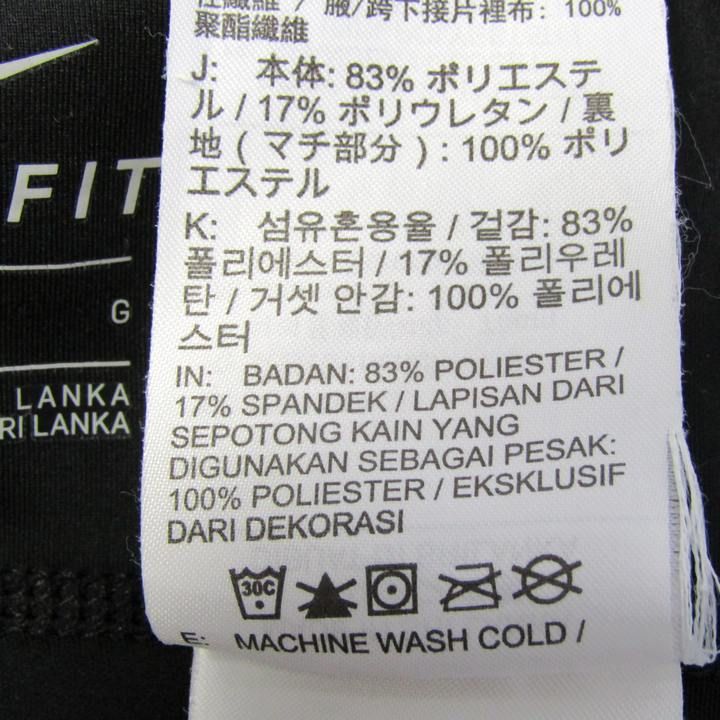 性纖維 / 腋/跨下接片裡布: 100%
聚酯纖維
J: 本体: 83% ポリエステ
ル / 17% ポリウレタン / 裏
地 ( マチ部分 ) : 100% ポリ
エステル
K: 섬유혼용율 / 겉감: 83%
폴리에스터 / 17% 폴리우레
탄 / 거셋 안감: 100% 폴리에
스터
IN: BADAN: 83% POLIESTER /
17% SPANDEK / LAPISAN DARI
SEPOTONG KAIN YANG
DIGUNAKAN SEBAGAI PESAK:
100% POLIESTER / EKSKLUSIF
DARI DEKORASI
30C
E: MACHINE WASH COLD /
FIT
G
LANKA
RI LANKA